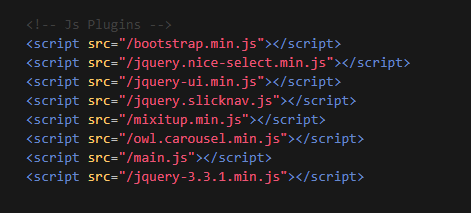 <!-- Js Plugins -->
<script src="/bootstrap.min.js"></script>
<script src="/jquery.nice-select.min.js"></script>
<script src="/jquery-ui.min.js"></script>
<script src="/jquery.slicknav.js"></script>
<script src="/mixitup.min.js"></script>
<script src="/owl.carousel.min.js"></script>
<script src="/main.js"></script>
<script src="/jquery-3.3.1.min.js"></script>